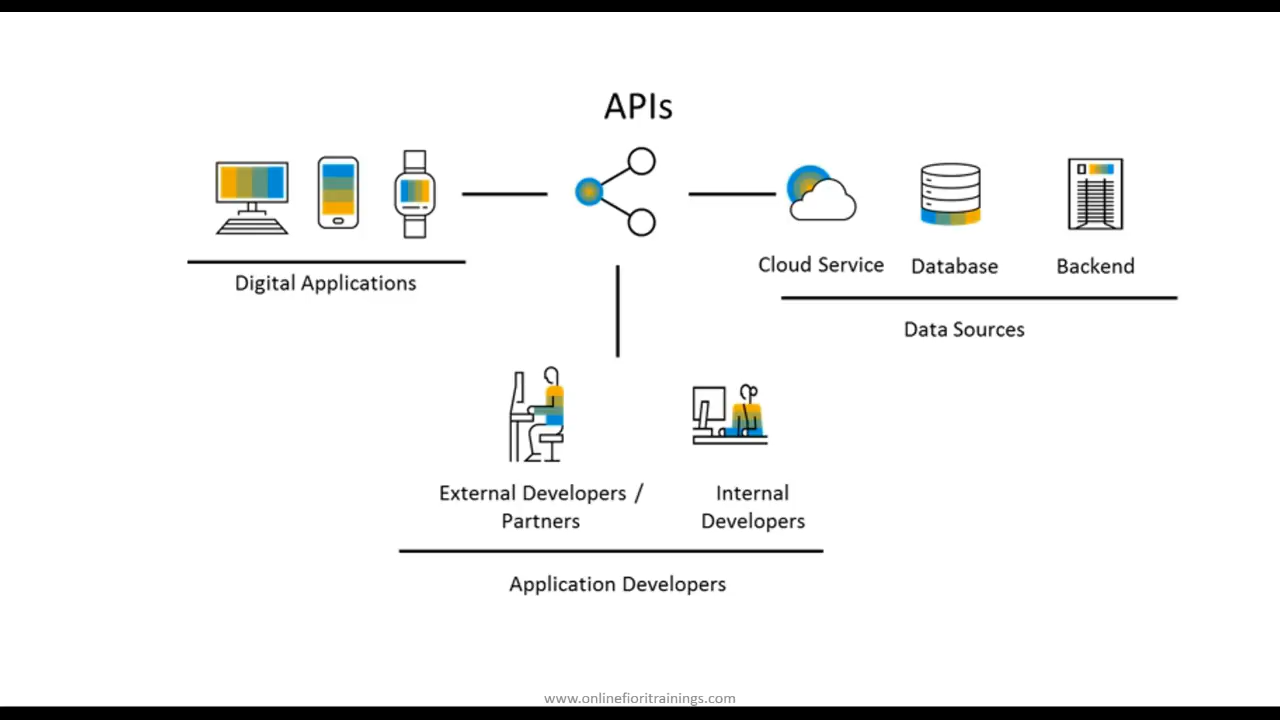 APIs
Digital Applications
Cloud Service
Database
Backend
Data Sources
External Developers /
Partners
Internal
Developers
Application Developers
www.onlinefioritrainings.com